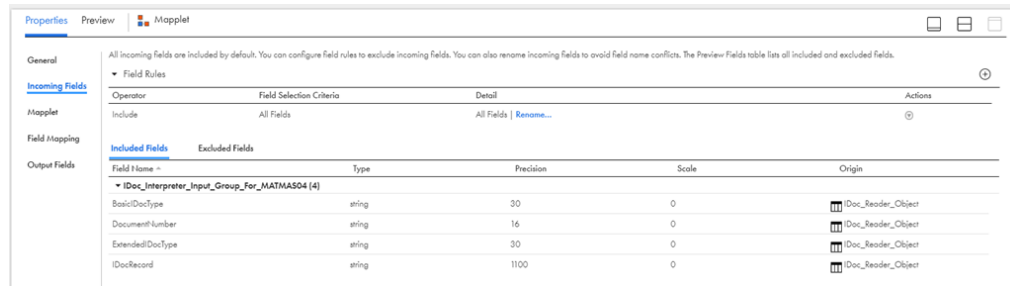 Properties Preview Mapplet
General
Incoming Fields
Mapplet
Field Mapping
Output Fields
All incoming fields are included by default. You can configure field rules to exclude incoming fields. You can also rename incoming fields to avoid field name conflicts. The Preview Fields table lists all included and excluded fields.
Field Rules
Operator Field Selection Criteria Detail Actions
Include All Fields All Fields | Rename...
Included Fields Excluded Fields
Field Name Type Precision Scale Origin
IDoc_Interpreter_Input_Group_For_MATMAS04 (4)
BasicIDocType string 30 0 IDoc_Reader_Object
DocumentNumber string 16 0 IDoc_Reader_Object
ExtendedIDocType string 30 0 IDoc_Reader_Object
IDocRecord string 1100 0 IDoc_Reader_Object